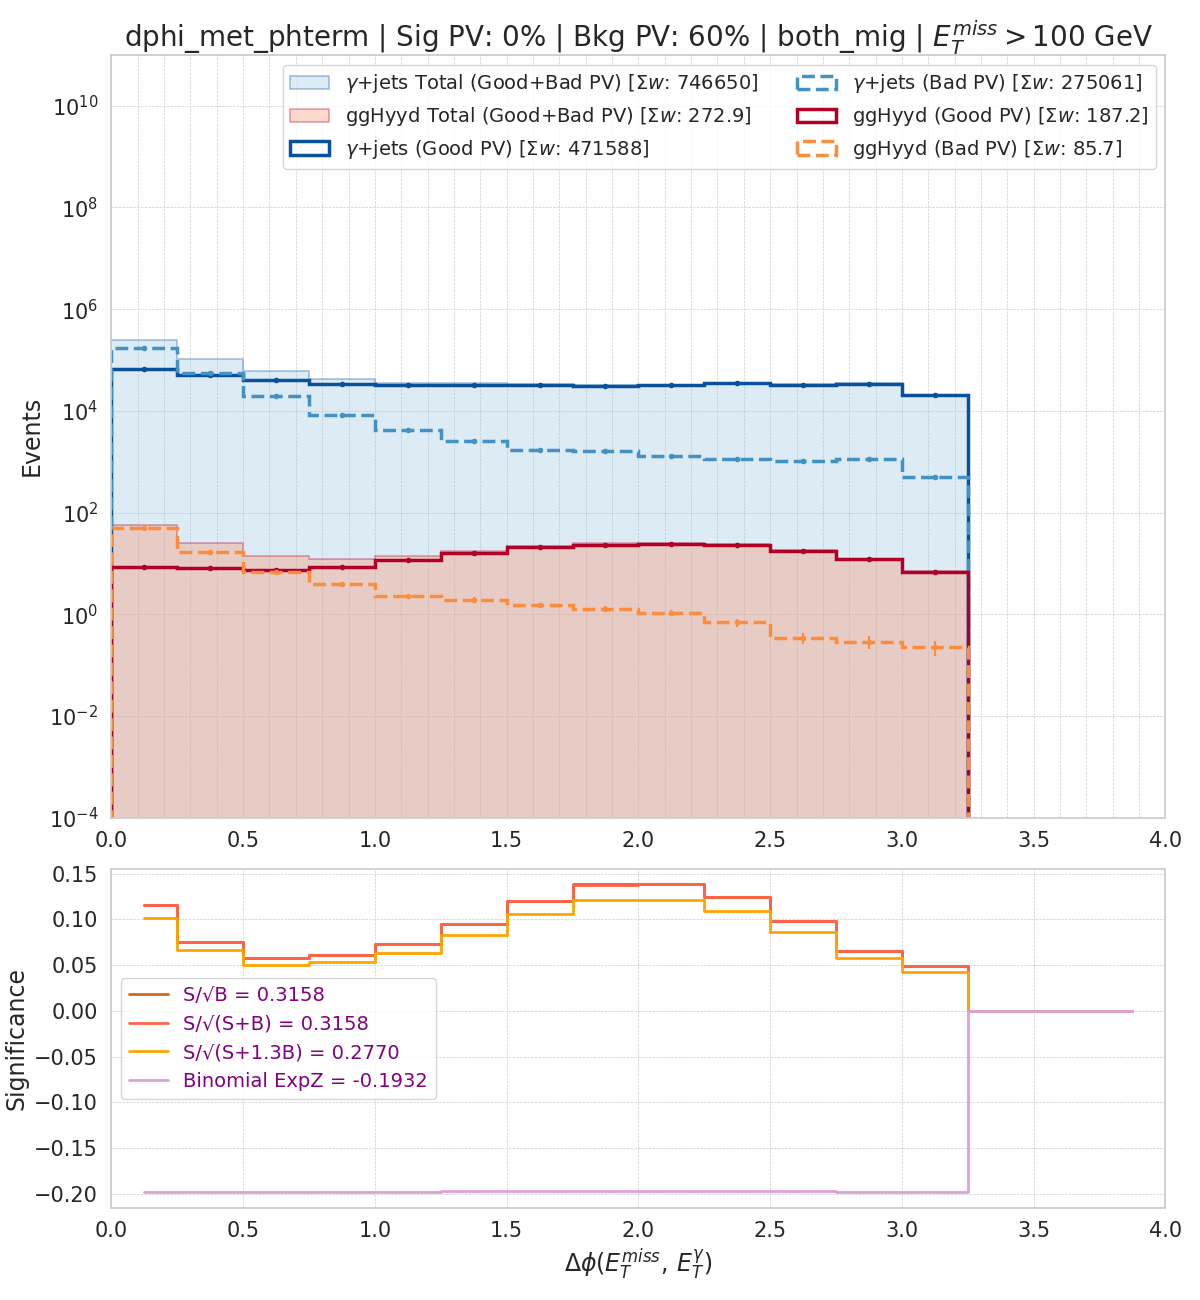 dphi_met_phterm | Sig PV: 0% | Bkg PV: 60% | both_mig | E_T^miss > 100 GeV
γ+jets Total (Good+Bad PV) [Σw: 746650]
ggHyyd Total (Good+Bad PV) [Σw: 272.9]
γ+jets (Good PV) [Σw: 471588]
γ+jets (Bad PV) [Σw: 275061]
ggHyyd (Good PV) [Σw: 187.2]
ggHyyd (Bad PV) [Σw: 85.7]
Events
10^10
10^8
10^6
10^4
10^2
10^0
10^−2
10^−4
0.0 0.5 1.0 1.5 2.0 2.5 3.0 3.5 4.0
Significance
0.15
0.10
0.05
0.00
−0.05
−0.10
−0.15
−0.20
S/√B = 0.3158
S/√(S+B) = 0.3158
S/√(S+1.3B) = 0.2770
Binomial ExpZ = -0.1932
0.0 0.5 1.0 1.5 2.0 2.5 3.0 3.5 4.0
Δϕ(E_T^miss, E_T^γ)